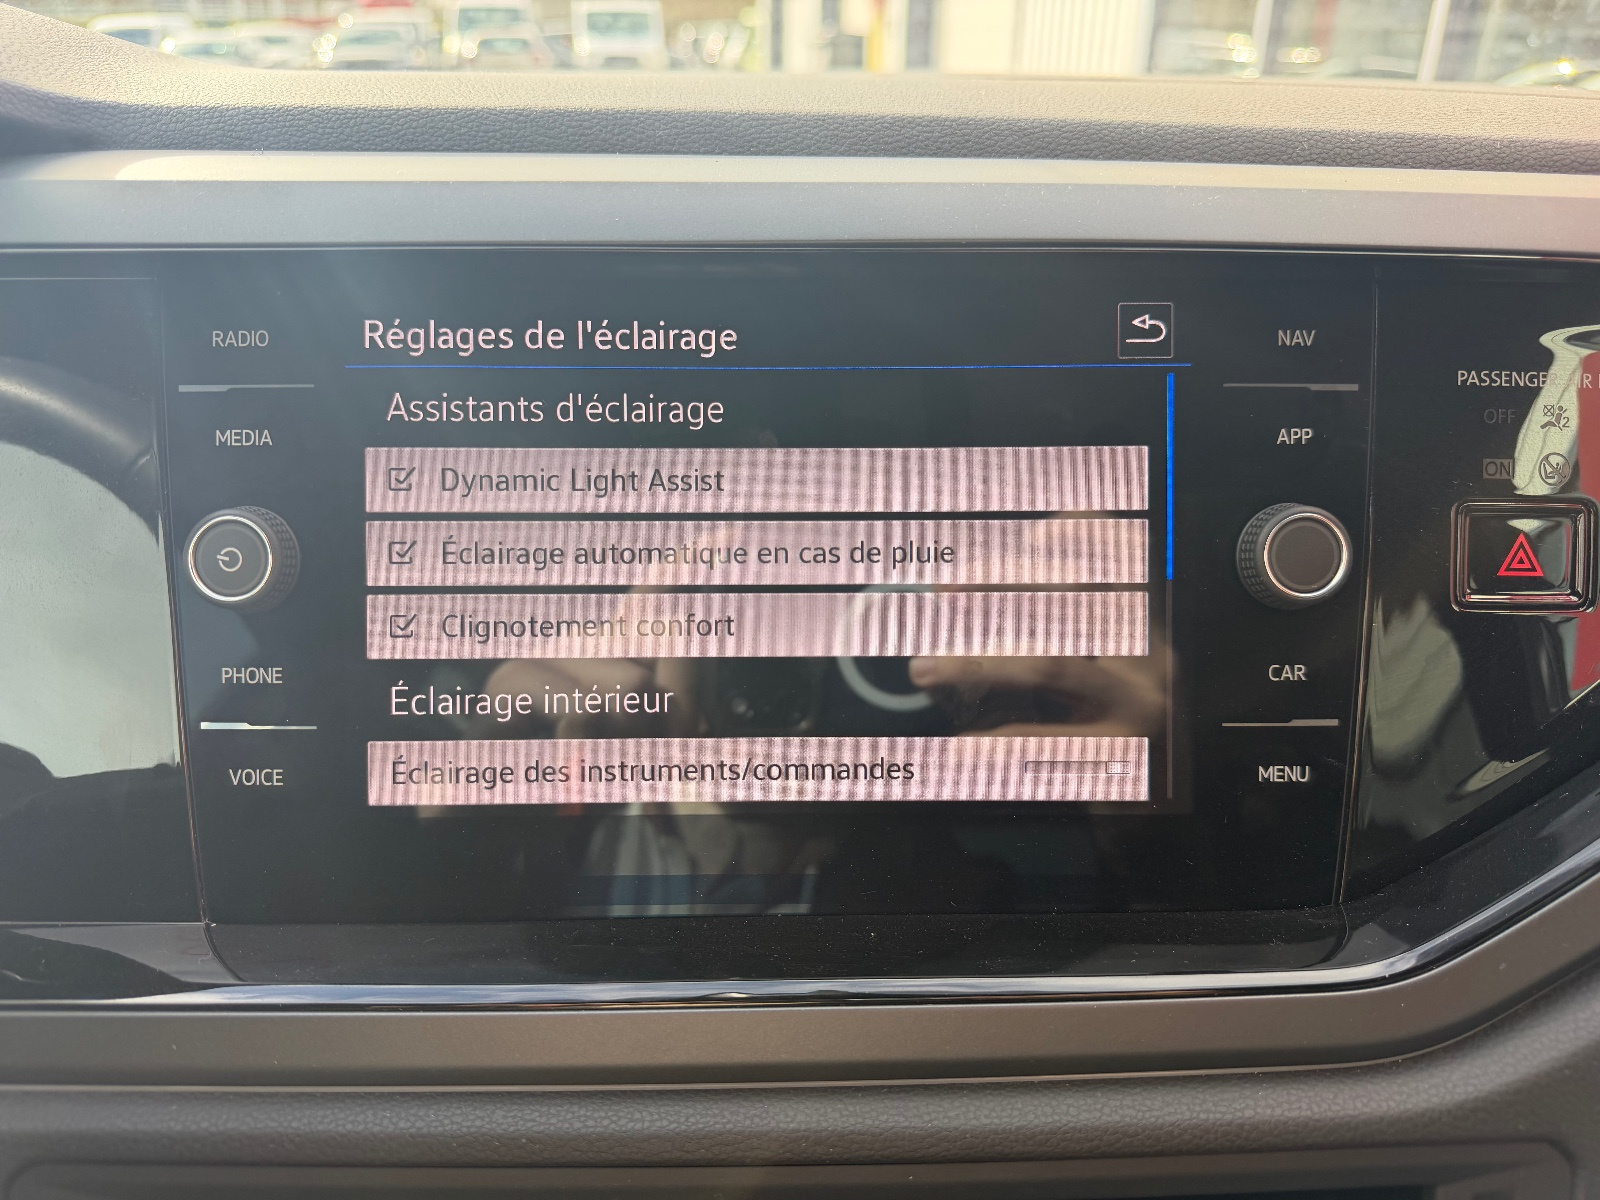 RADIO
MEDIA
PHONE
VOICE
Réglages de l'éclairage
Assistants d'éclairage
Dynamic Light Assist
Éclairage automatique en cas de pluie
Clignotement confort
Éclairage intérieur
Éclairage des instruments/commandes
NAV
APP
CAR
MENU
PASSENGER
OFF
ON